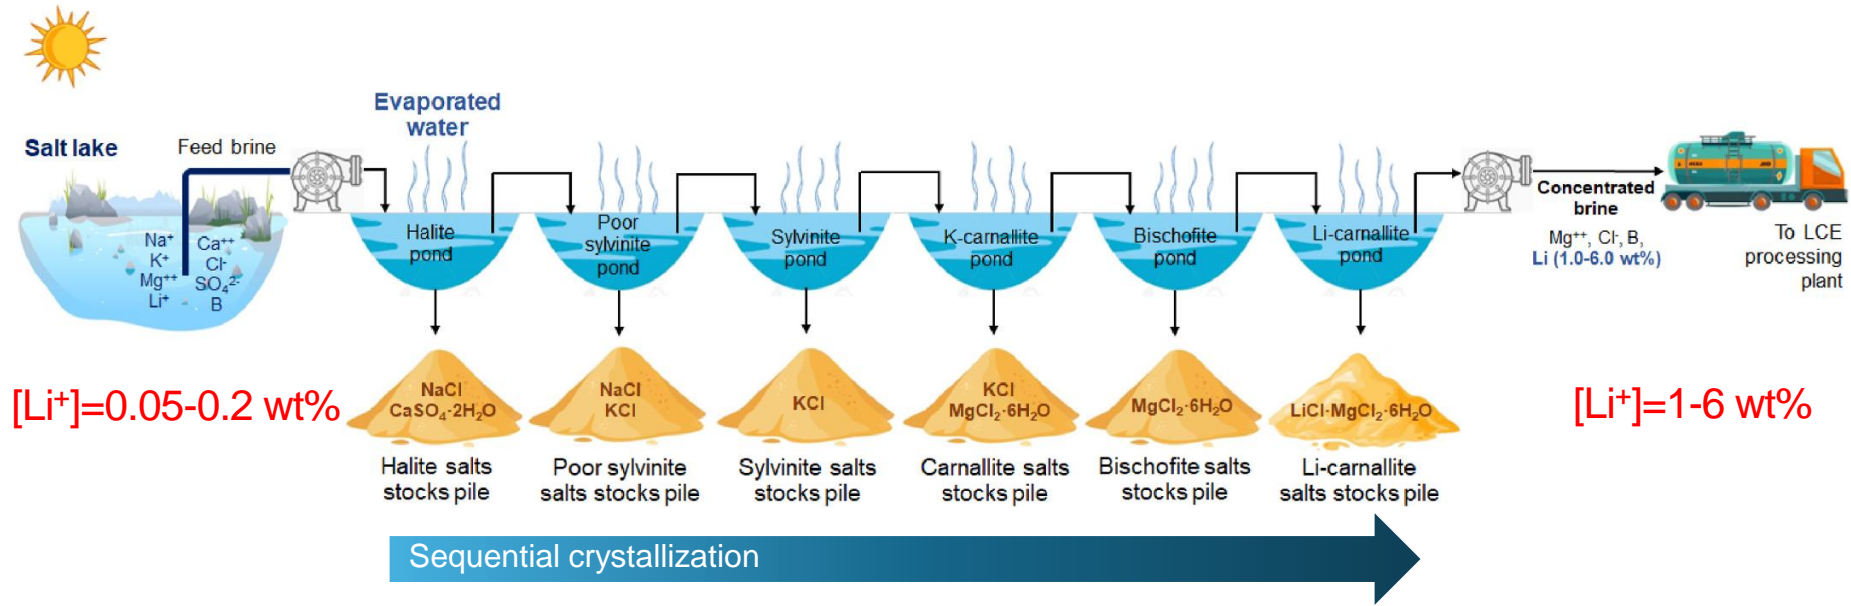 Evaporated
water
Salt lake
Feed brine
Na⁺
K⁺
Mg⁺⁺
Li⁺
Ca⁺⁺
Cl⁻
SO₄²⁻
B
Halite
pond
Poor
sylvinite
pond
Sylvinite
pond
K-carnallite
pond
Bischofite
pond
Li-carnallite
pond
Concentrated
brine
Mg⁺⁺, Cl⁻, B,
Li (1.0-6.0 wt%)
To LCE
processing
plant
[Li⁺]=0.05-0.2 wt%
NaCl
CaSO₄·2H₂O
NaCl
KCl
KCl
KCl
MgCl₂·6H₂O
MgCl₂·6H₂O
LiCl·MgCl₂·6H₂O
[Li⁺]=1-6 wt%
Halite salts
stocks pile
Poor sylvinite
salts stocks pile
Sylvinite salts
stocks pile
Carnallite salts
stocks pile
Bischofite salts
stocks pile
Li-carnallite
salts stocks pile
Sequential crystallization